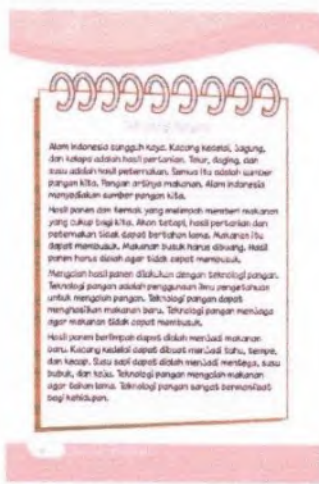 Alam Indonesia sungguh kaya. Kacang kedelai, jagung,
dan kelapa adalah hasil pertanian. Telur, daging, dan
susu adalah hasil peternakan. Semua itu adalah sumber
pangan kita. Pangan artinya makanan. Alam Indonesia
menyediakan sumber pangan kita.
Hasil panen dan ternak yang melimpah memberi makanan
yang cukup bagi kita. Akan tetapi, hasil pertanian dan
peternakan tidak dapat bertahan lama. Makanan itu
dapat membusuk. Makanan busuk harus dibuang. Hasil
panen harus diolah agar tidak cepat membusuk.
Mengolah hasil panen dilakukan dengan teknologi pangan.
Teknologi pangan adalah penggunaan ilmu pengetahuan
untuk mengolah pangan. Teknologi pangan dapat
menghasilkan makanan baru. Teknologi pangan menjaga
agar makanan tidak cepat membusuk.
Hasil panen berlimpah dapat diolah menjadi makanan
baru. Kacang kedelai dapat dibuat menjadi tahu, tempe,
dan kecap. Susu sapi dapat diolah menjadi mentega, susu
bubuk, dan keju. Teknologi pangan mengolah makanan
agar tahan lama. Teknologi pangan sangat bermanfaat
bagi kehidupan.